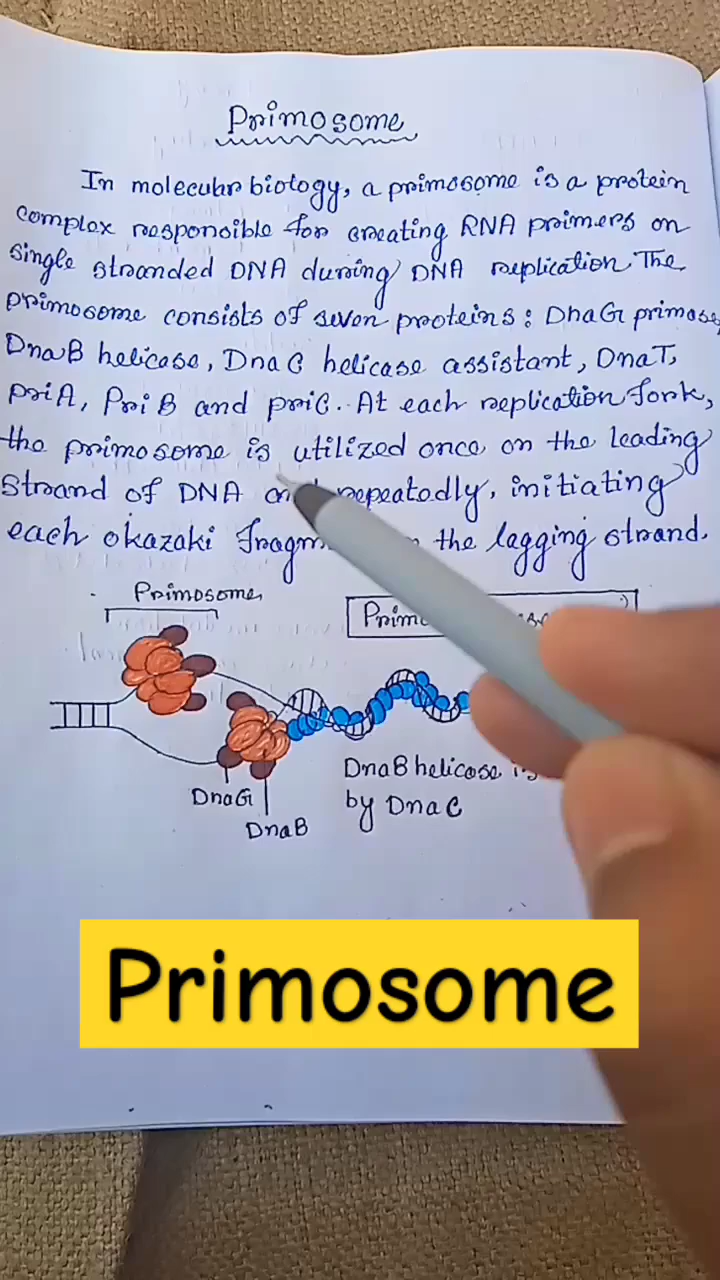 Primosome
In molecular biology, a primosome is a protein
complex responsible for creating RNA primers on
single stranded DNA during DNA replication. The
primosome consists of seven proteins: DnaG primase,
DnaB helicase, DnaC helicase assistant, DnaT,
priA, Pri B and priC. At each replication fork,
the primosome is utilized once on the leading
strand of DNA and repeatedly, initiating
each okazaki fragm the lagging strand.
Primosome
DnaG
DnaB
DnaB helicase
by DnaC
Primosome